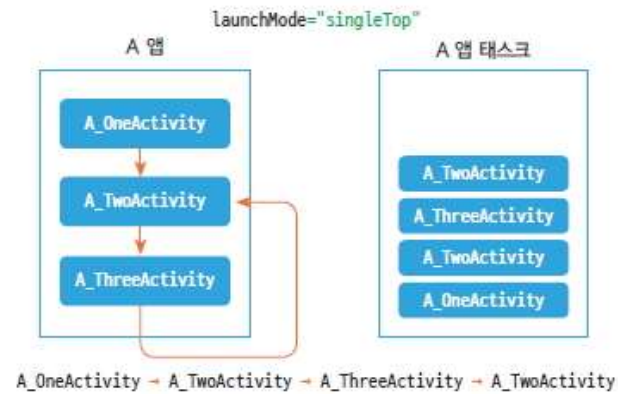 launchMode="singleTop"
A 앱
A_OneActivity
A_TwoActivity
A_ThreeActivity
A 앱 태스크
A_TwoActivity
A_ThreeActivity
A_TwoActivity
A_OneActivity
A_OneActivity → A_TwoActivity → A_ThreeActivity → A_TwoActivity